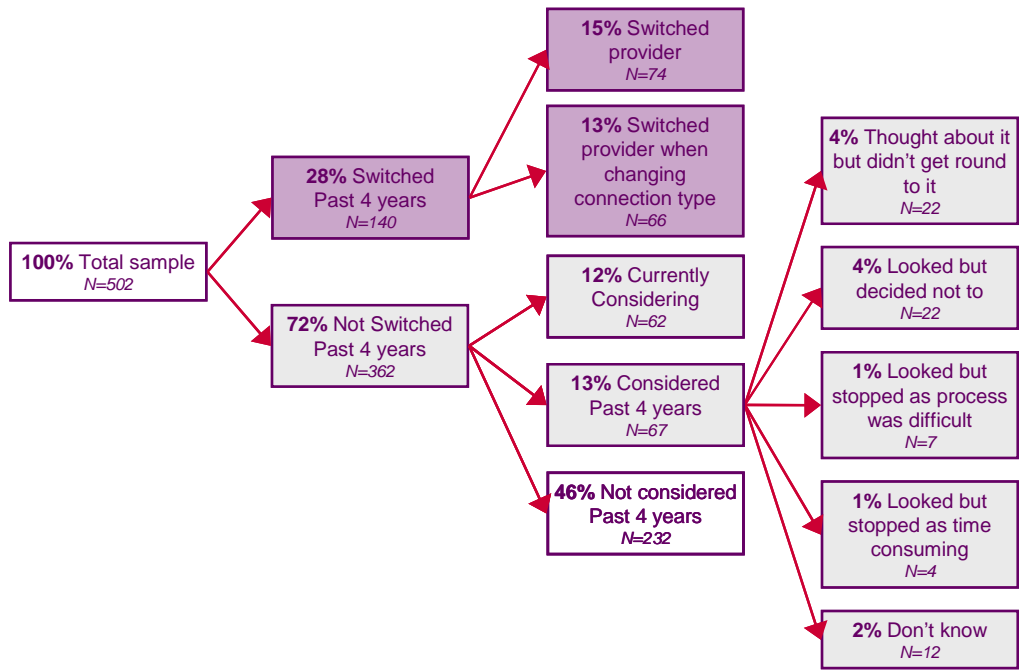 100% Total sample
N=502
28% Switched
Past 4 years
N=140
72% Not Switched
Past 4 years
N=362
15% Switched
provider
N=74
13% Switched
provider when
changing
connection type
N=66
12% Currently
Considering
N=62
13% Considered
Past 4 years
N=67
46% Not considered
Past 4 years
N=232
4% Thought about it
but didn't get round
to it
N=22
4% Looked but
decided not to
N=22
1% Looked but
stopped as process
was difficult
N=7
1% Looked but
stopped as time
consuming
N=4
2% Don't know
N=12